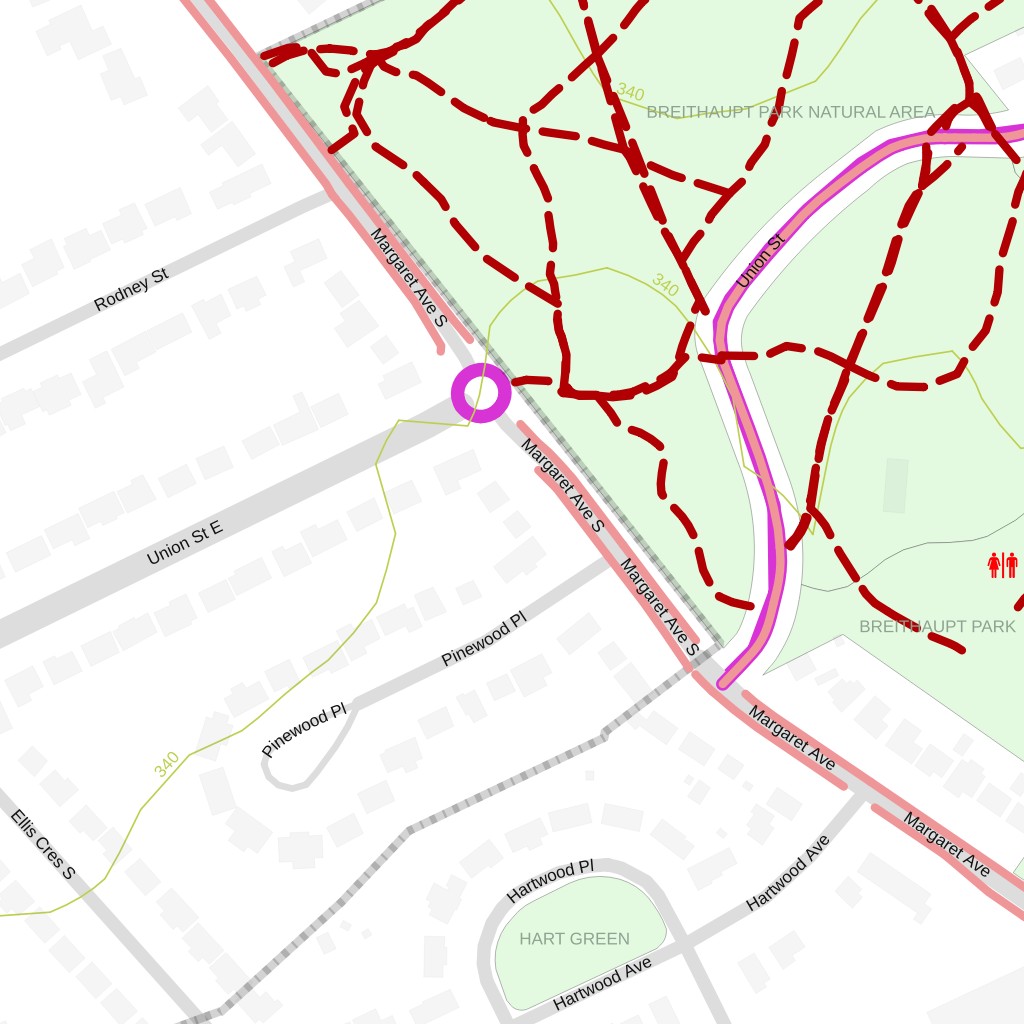 340
BREITHAUPT PARK NATURAL AREA
Union St
Margaret Ave S
Rodney St
340
Margaret Ave S
Union St E
Margaret Ave S
Pinewood Pl
BREITHAUPT PARK
Pinewood Pl
Margaret Ave
340
Ellis Cres S
Margaret Ave
Hartwood Pl
Hartwood Ave
HART GREEN
Hartwood Ave